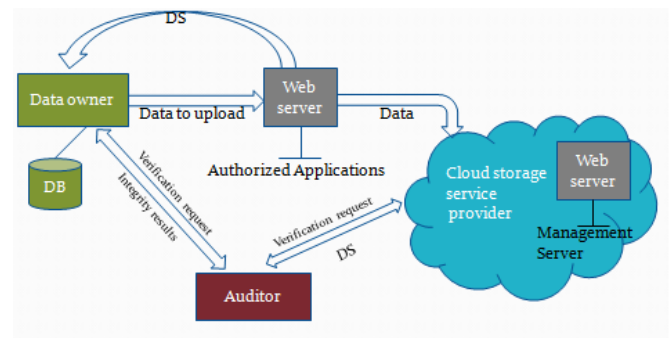 DS
Data owner
Data to upload
Web
server
Data
Authorized Applications
DB
Verification request
Integrity results
Cloud storage
service
provider
Web
server
Management
Server
Verification request
DS
Auditor